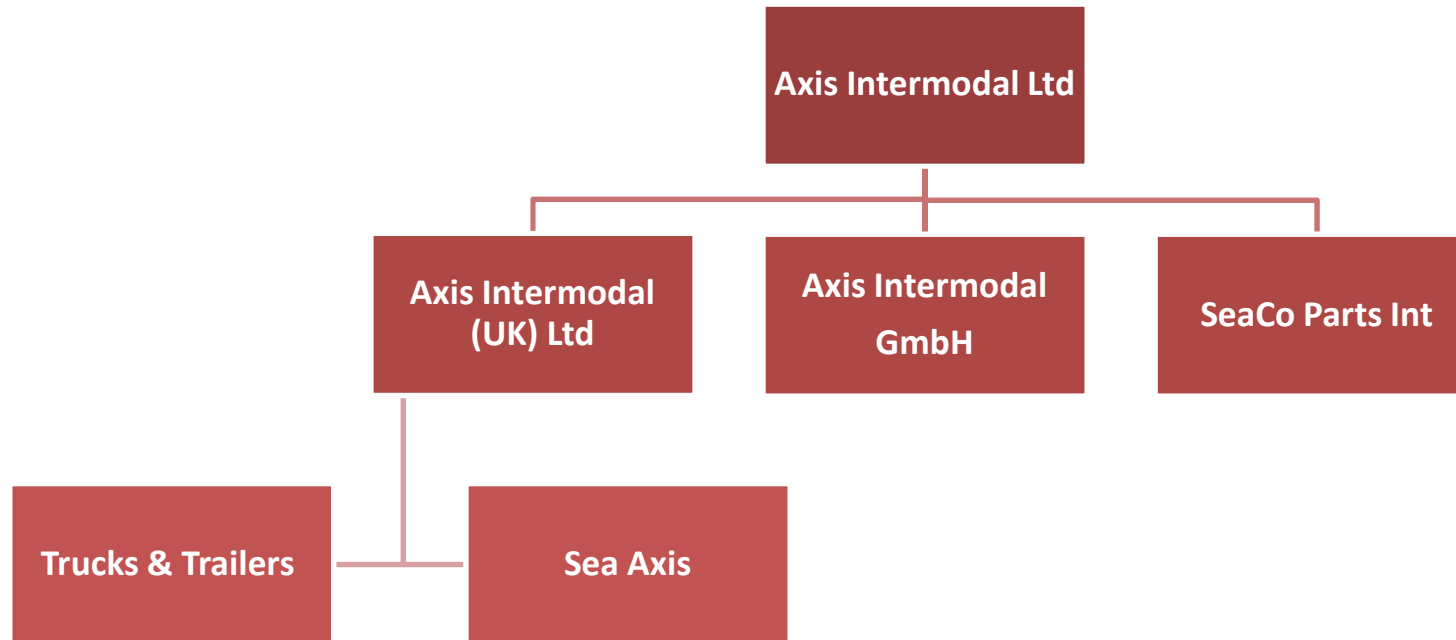 Axis Intermodal Ltd
Axis Intermodal
(UK) Ltd
Axis Intermodal
GmbH
SeaCo Parts Int
Trucks & Trailers
Sea Axis